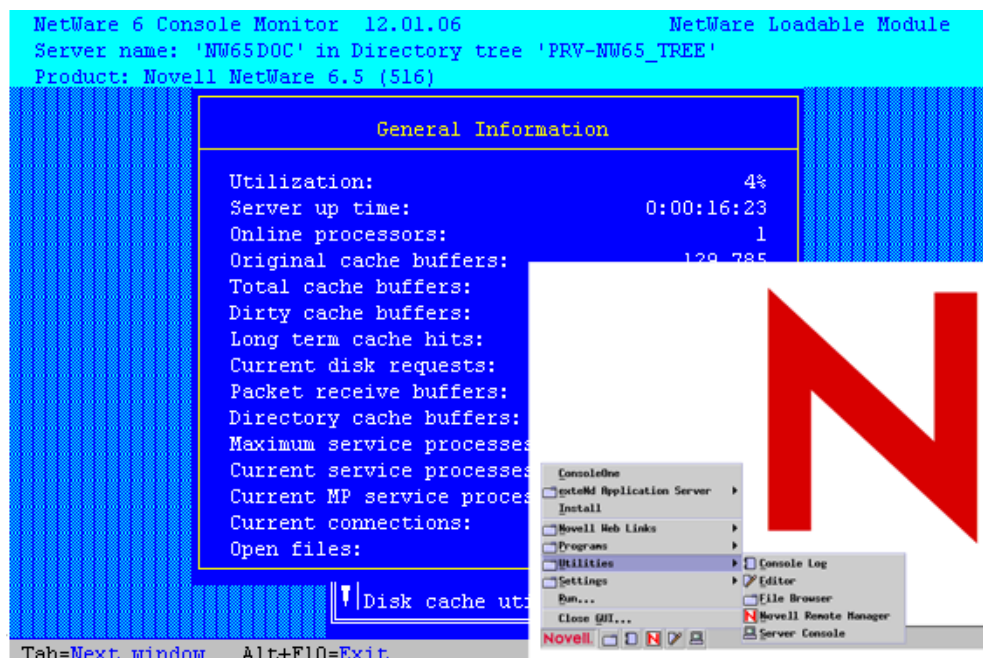 NetWare 6 Console Monitor 12.01.06 NetWare Loadable Module
Server name: 'NW65DOC' in Directory tree 'PRV-NW65_TREE'
Product: Novell NetWare 6.5 (516)
General Information
Utilization: 4%
Server up time: 0:00:16:23
Online processors: 1
Original cache buffers: 129,785
Total cache buffers:
Dirty cache buffers:
Long term cache hits:
Current disk requests:
Packet receive buffers:
Directory cache buffers:
Maximum service processes
Current service processes
Current MP service proces
Current connections:
Open files:
Disk cache uti
Tab=Next window Alt+F10=Exit
ConsoleOne
exteNd Application Server
Install
Novell Web Links
Programs
Utilities
Settings
Run...
Close GUI...
Console Log
Editor
File Browser
Novell Remote Manager
Server Console
Novell.